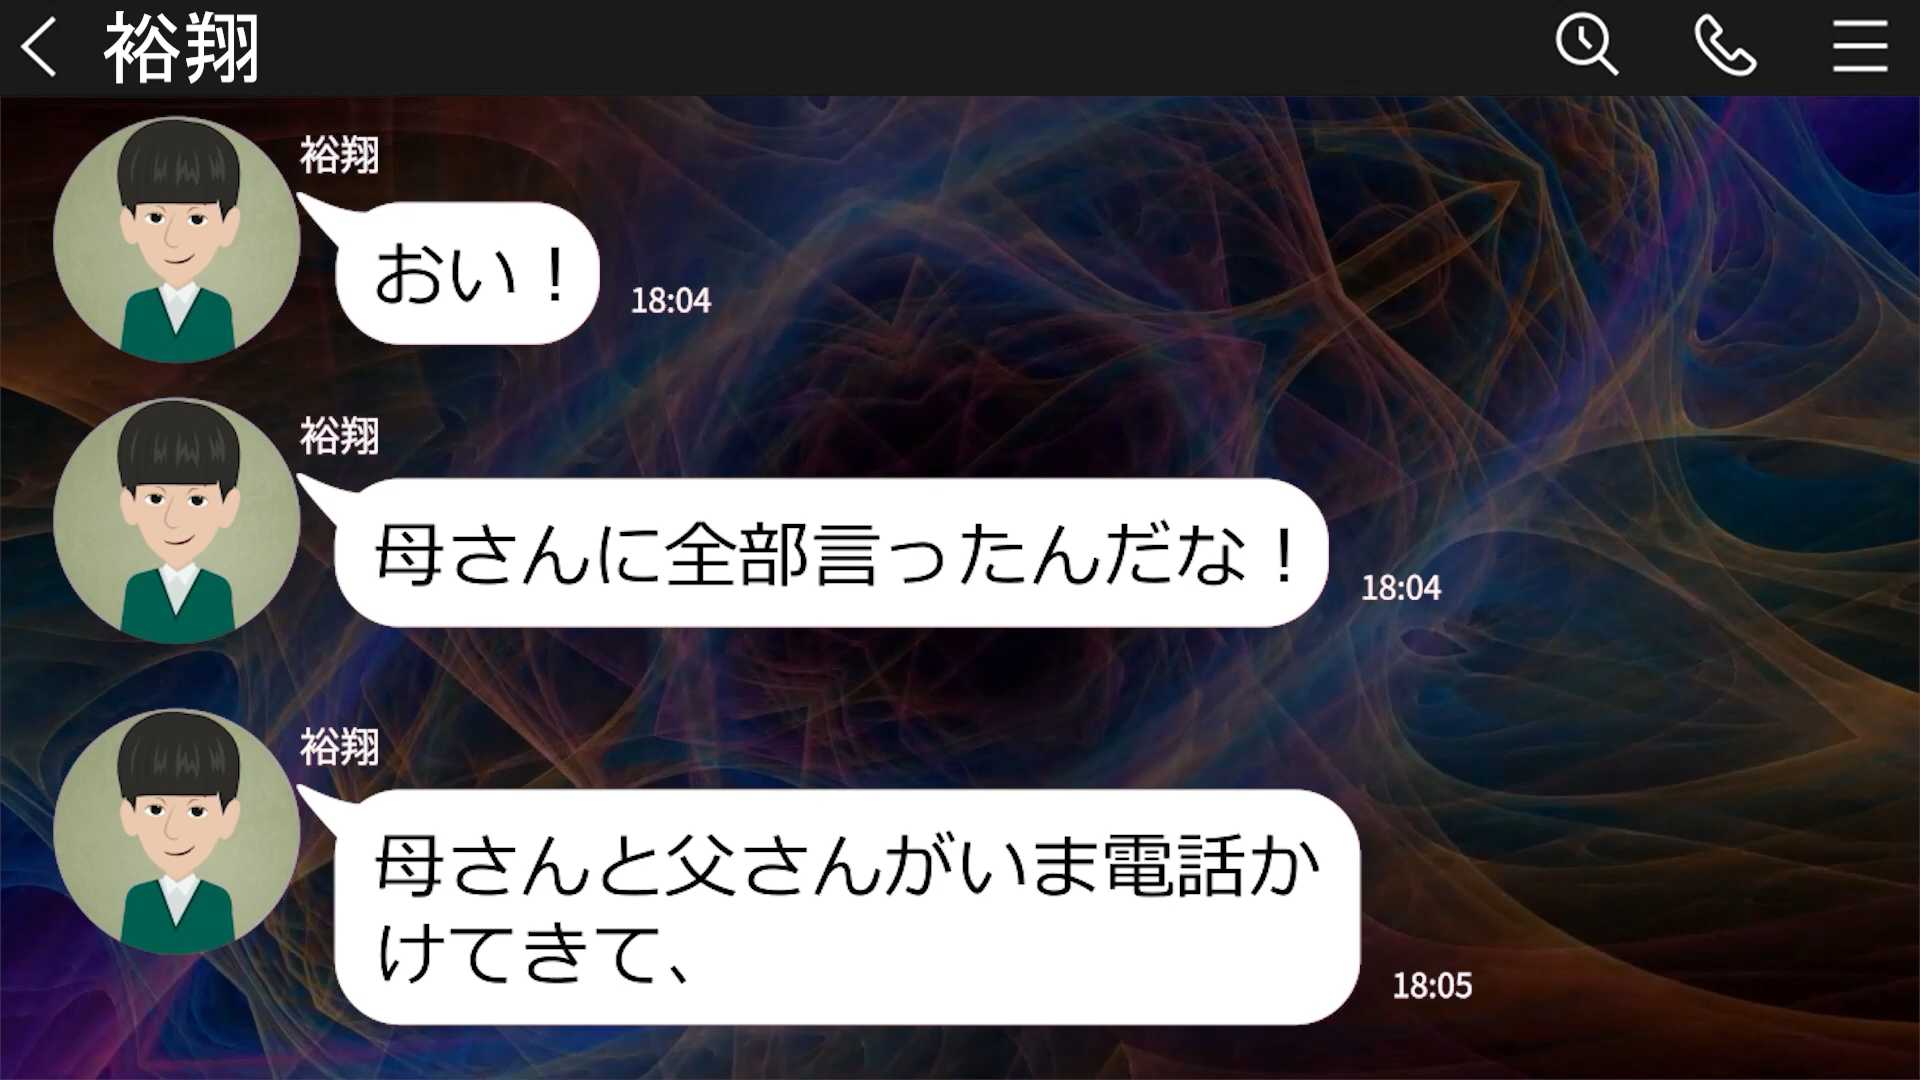 裕翔
裕翔
おい！
18:04
裕翔
母さんに全部言ったんだな！
18:04
裕翔
母さんと父さんがいま電話か
けてきて、
18:05